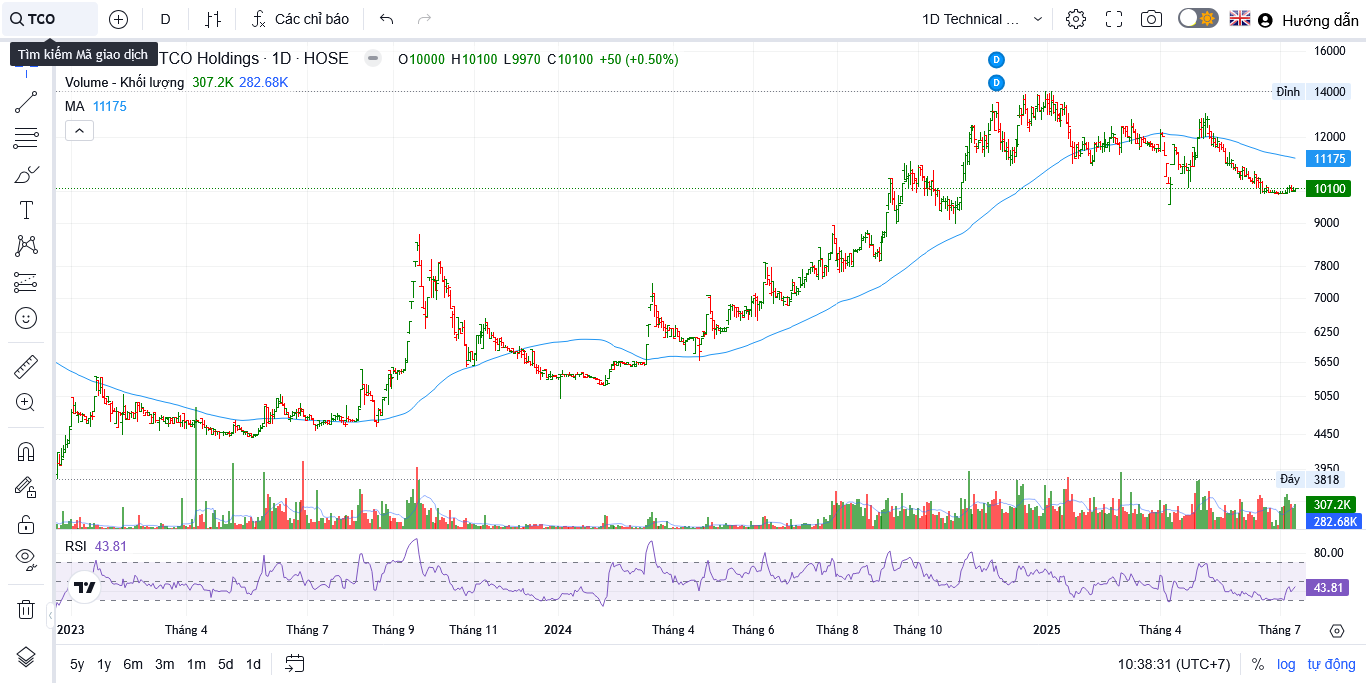 TCO
D
Các chỉ báo
1D Technical ...
Hướng dẫn
Tìm kiếm Mã giao dịch
TCO Holdings · 1D · HOSE
O10000 H10100 L9970 C10100 +50 (+0.50%)
Volume - Khối lượng 307.2K 282.68K
MA 11175
D
D
16000
Đỉnh 14000
12000
11175
10100
9000
7800
7000
6250
5650
5050
4450
3950
Đáy 3818
307.2K
282.68K
RSI 43.81
80.00
43.81
2023 Tháng 4 Tháng 7 Tháng 9 Tháng 11 2024 Tháng 4 Tháng 6 Tháng 8 Tháng 10 2025 Tháng 4 Tháng 7
5y 1y 6m 3m 1m 5d 1d
10:38:31 (UTC+7) % log tự động